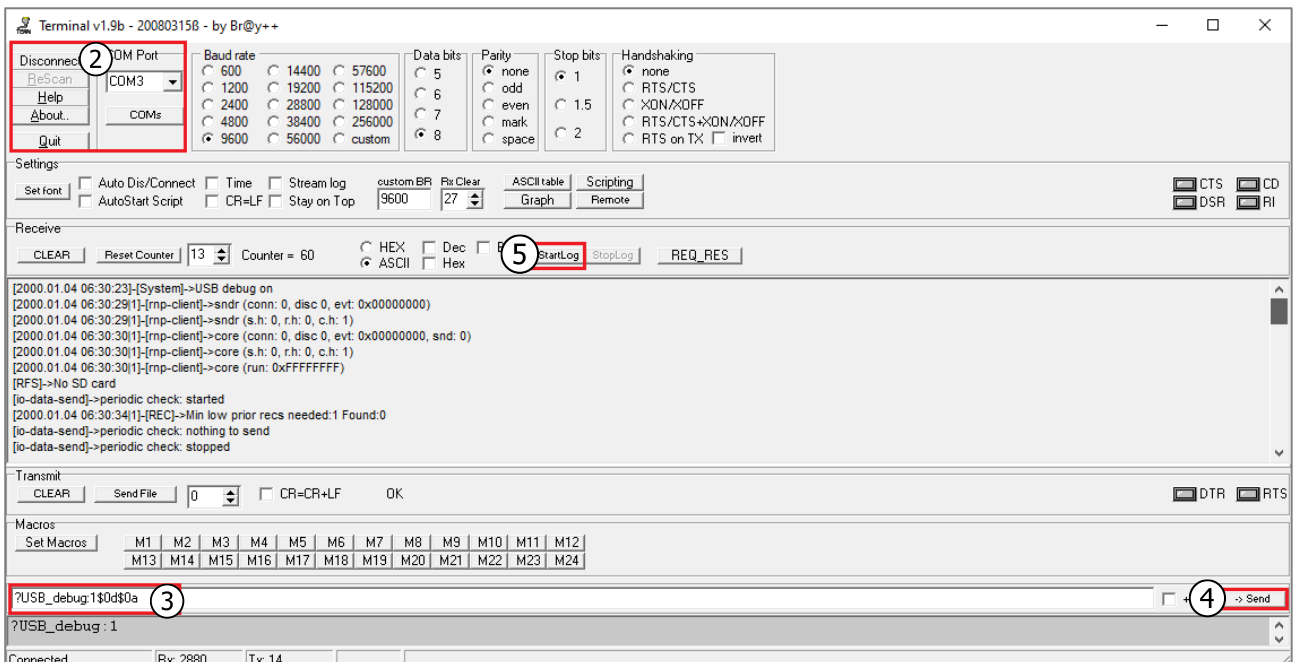 Terminal v1.9b - 20080315ß - by Br@y++
Disconnec
ReScan
Help
About..
Quit
2
COM Port
COM3
COMs
Baud rate
600 14400 57600
1200 19200 115200
2400 28800 128000
4800 38400 256000
9600 56000 custom
Data bits
5
6
7
8
Parity
none
odd
even
mark
space
Stop bits
1
1.5
2
Handshaking
none
RTS/CTS
XON/XOFF
RTS/CTS+XON/XOFF
RTS on TX invert
Settings
Set font
Auto Dis/Connect Time Stream log
AutoStart Script CR=LF Stay on Top
custom BR Rx Clear
9600 27
ASCII table Scripting
Graph Remote
CTS CD
DSR RI
Receive
CLEAR Reset Counter 13 Counter = 60
HEX Dec
ASCII Hex
5
StartLog StopLog REQ_RES
[2000.01.04 06:30:23]-[System]->USB debug on
[2000.01.04 06:30:29|1]-[rnp-client]->sndr (conn: 0, disc 0, evt: 0x00000000)
[2000.01.04 06:30:29|1]-[rnp-client]->sndr (s.h: 0, r.h: 0, c.h: 1)
[2000.01.04 06:30:30|1]-[rnp-client]->core (conn: 0, disc 0, evt: 0x00000000, snd: 0)
[2000.01.04 06:30:30|1]-[rnp-client]->core (s.h: 0, r.h: 0, c.h: 1)
[2000.01.04 06:30:30|1]-[rnp-client]->core (run: 0xFFFFFFFF)
[RFS]->No SD card
[io-data-send]->periodic check: started
[2000.01.04 06:30:34|1]-[REC]->Min low prior recs needed:1 Found:0
[io-data-send]->periodic check: nothing to send
[io-data-send]->periodic check: stopped
Transmit
CLEAR Send File 0 CR=CR+LF OK
DTR RTS
Macros
Set Macros
M1 M2 M3 M4 M5 M6 M7 M8 M9 M10 M11 M12
M13 M14 M15 M16 M17 M18 M19 M20 M21 M22 M23 M24
?USB_debug:1$0d$0a
3
+
4
-> Send
?USB_debug:1
Connected Rx: 2880 Tx: 14